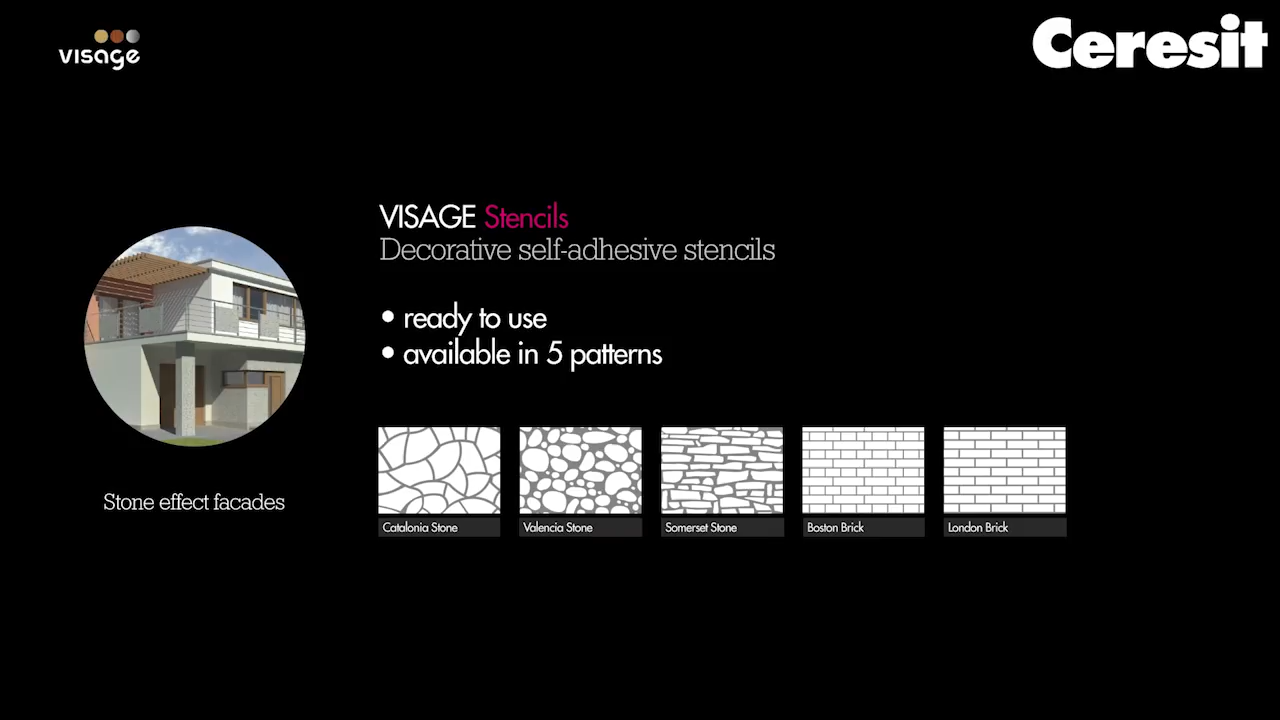 visage
Ceresit
VISAGE Stencils
Decorative self-adhesive stencils
• ready to use
• available in 5 patterns
Stone effect facades
Catalonia Stone
Valencia Stone
Somerset Stone
Boston Brick
London Brick